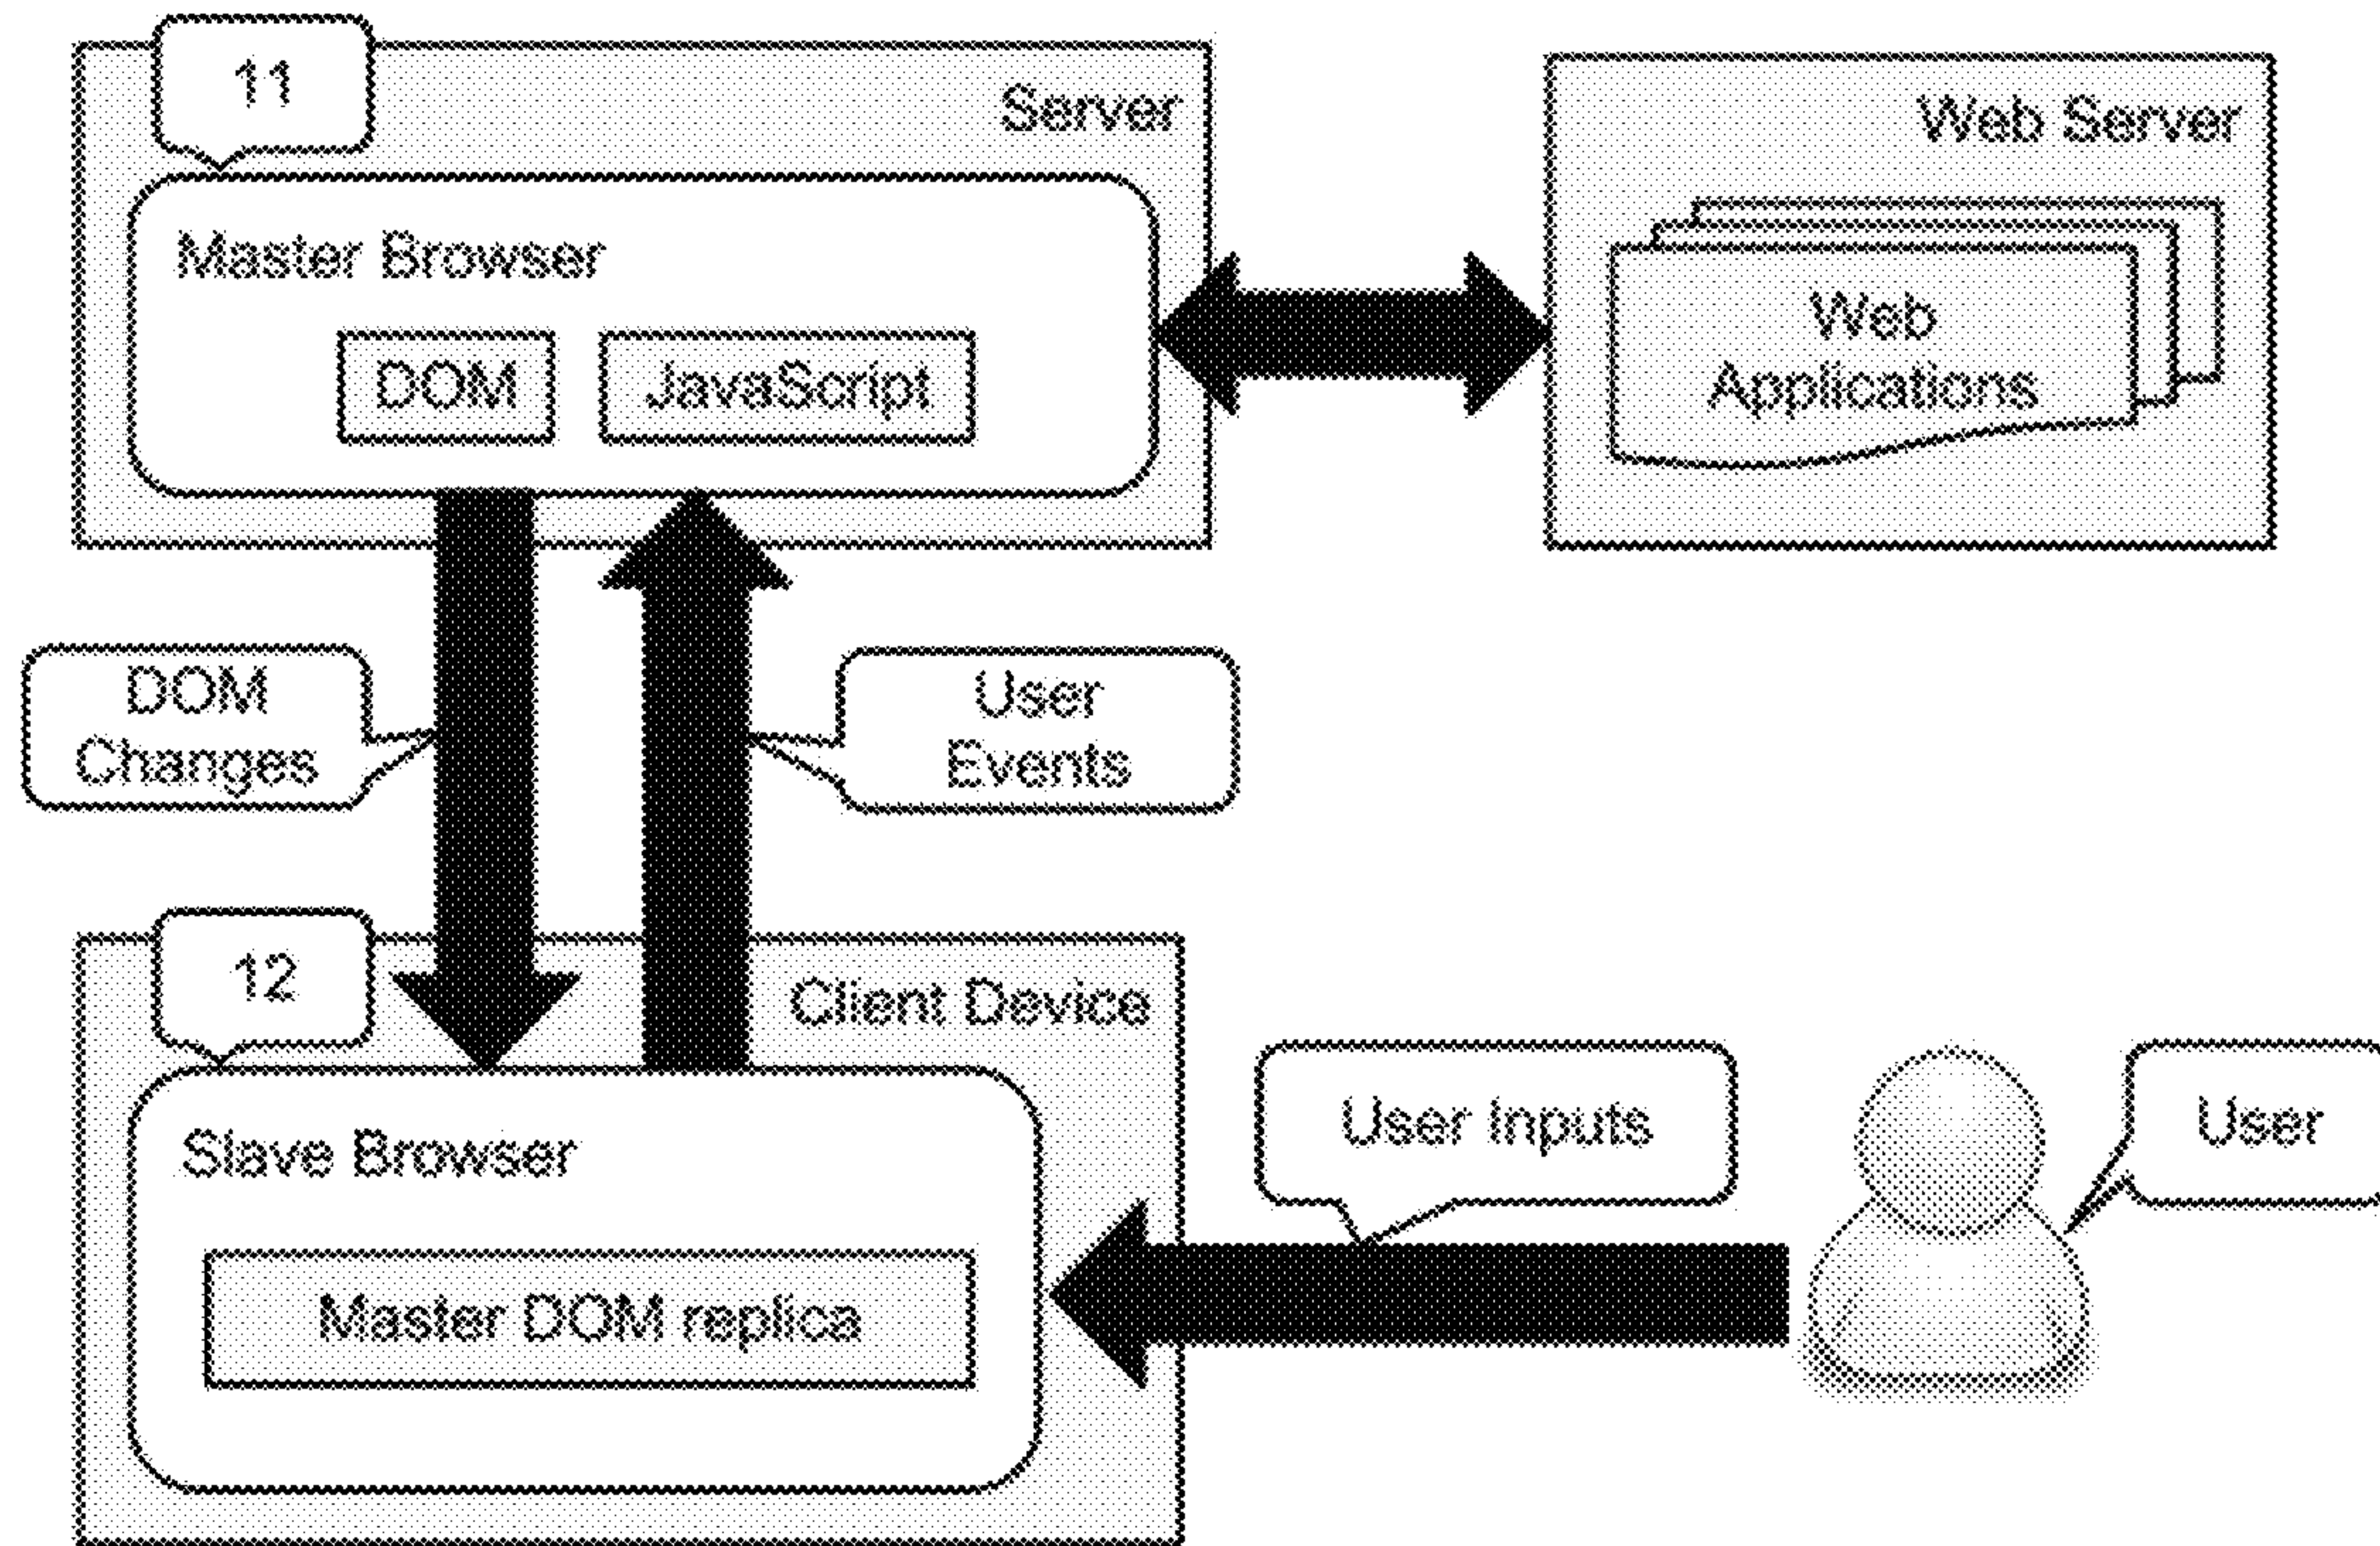 11
Server
Master Browser
DOM
JavaScript
Web Server
Web
Applications
DOM
Changes
User
Events
12
Client Device
Slave Browser
Master DOM replica
User Inputs
User